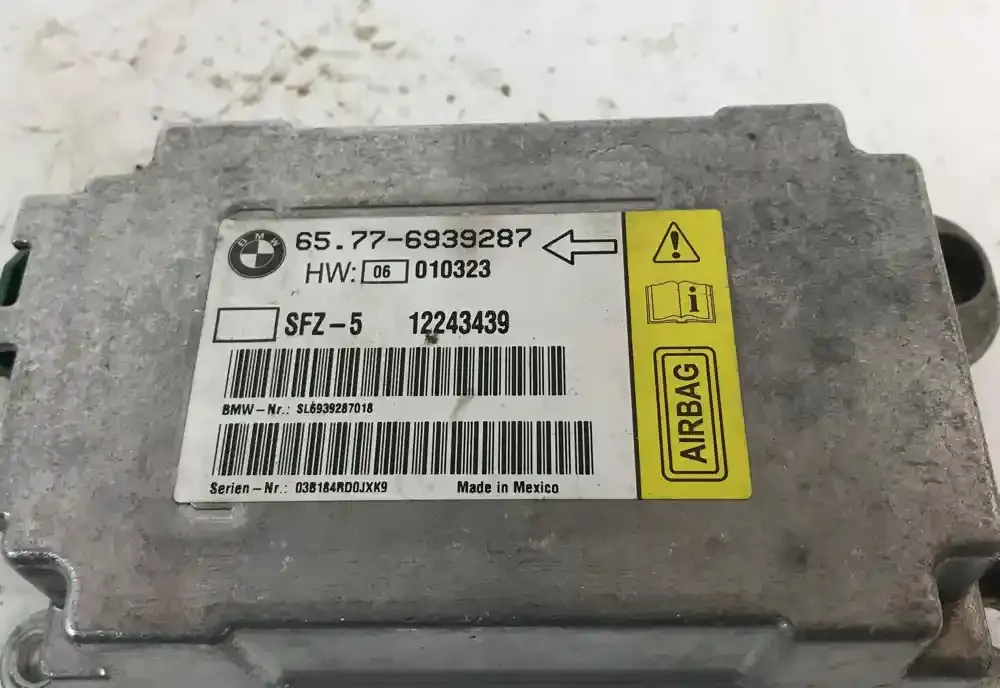 BMW
65.77-6939287
HW: 06 010323
SFZ-5 12243439
BMW-Nr.: SL6939287018
Serien-Nr.: 03B184RD0JXK9 Made in Mexico
i
AIRBAG